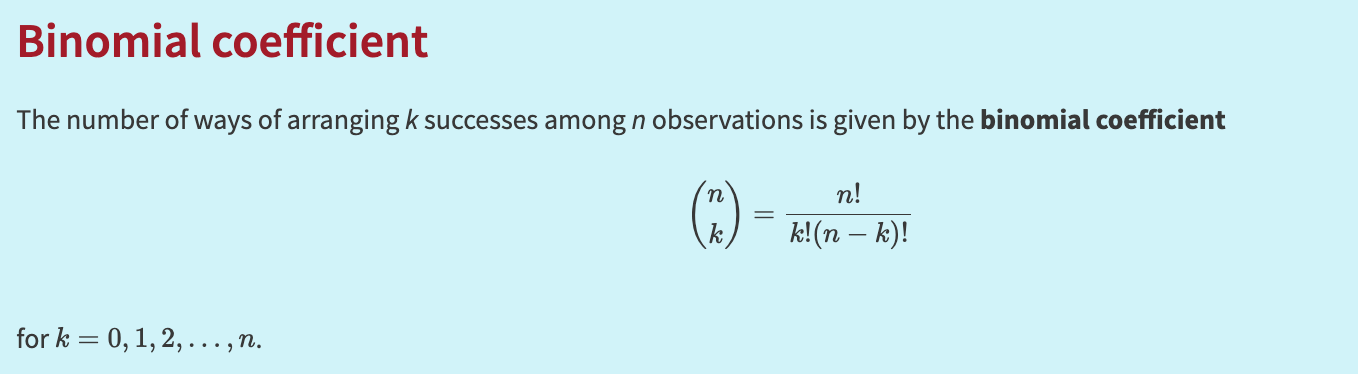 Binomial coefficient
The number of ways of arranging k successes among n observations is given by the binomial coefficient
$$\binom{n}{k} = \frac{n!}{k!(n-k)!}$$
for k = 0, 1, 2, . . . , n.